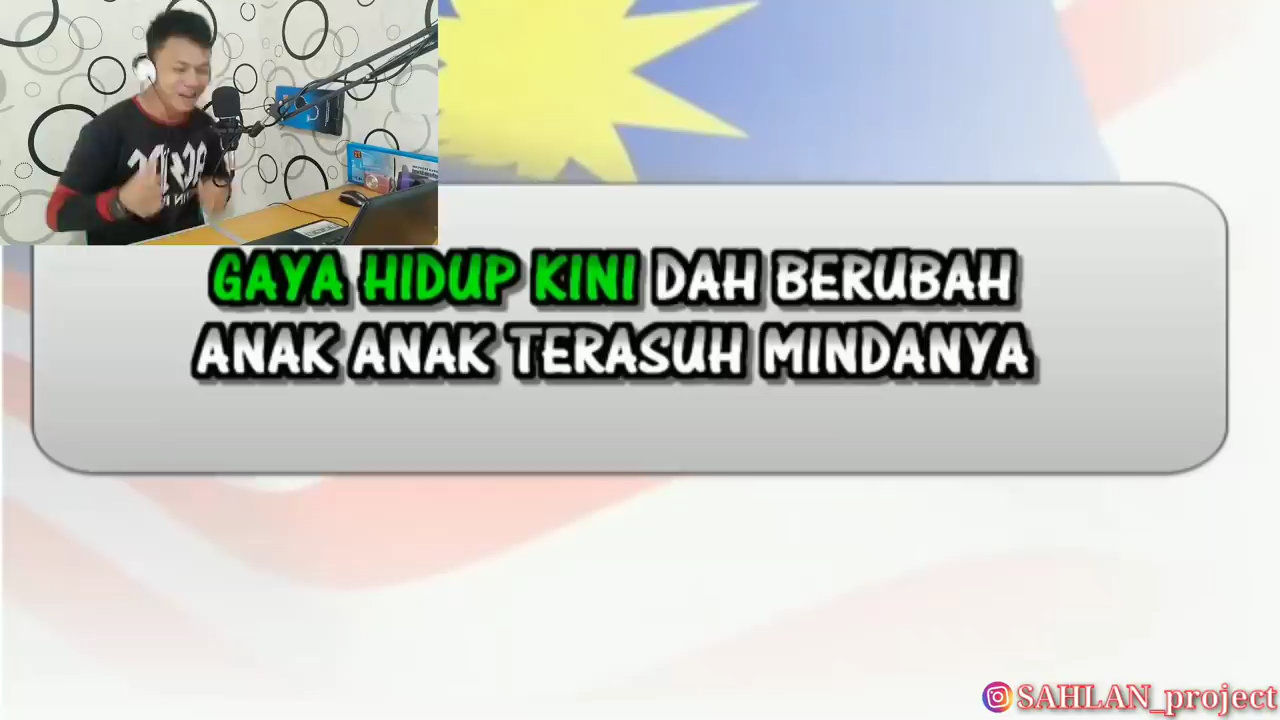 GAYA HIDUP KINI DAH BERUBAH
ANAK ANAK TERASUH MINDANYA
SAHLAN_project